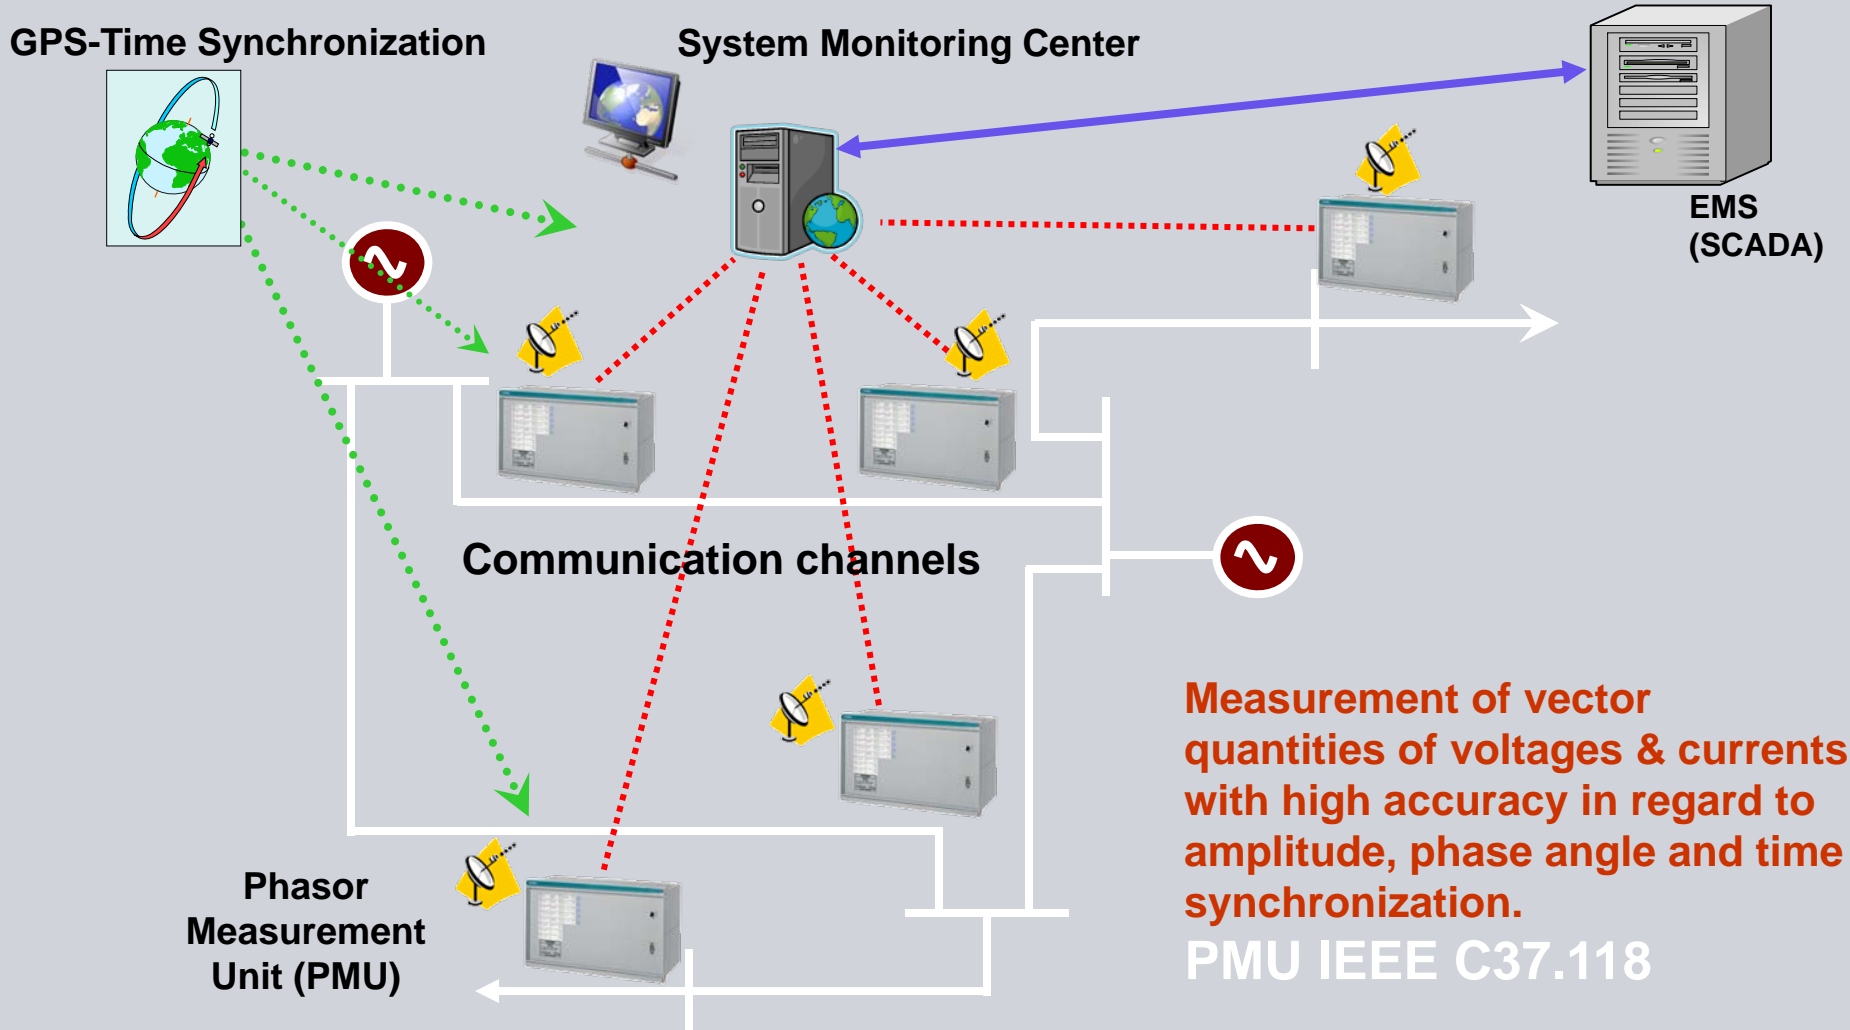 GPS-Time Synchronization
System Monitoring Center
EMS
(SCADA)
Communication channels
Measurement of vector
quantities of voltages & currents
with high accuracy in regard to
amplitude, phase angle and time
synchronization.
PMU IEEE C37.118
Phasor
Measurement
Unit (PMU)